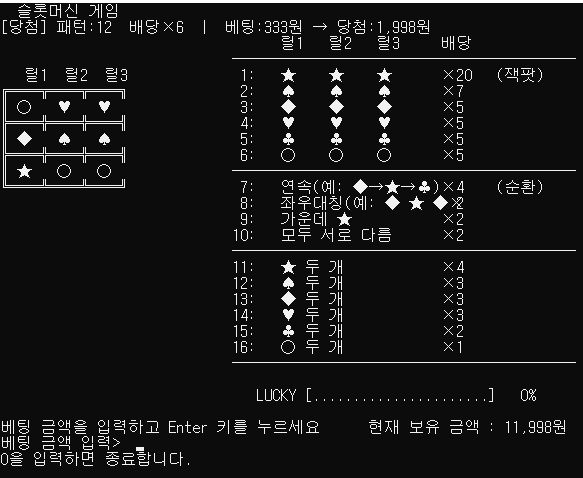 슬롯머신 게임
[당첨] 패턴:12 배당×6 | 베팅:333원 → 당첨:1,998원
릴1 릴2 릴3 배당
1: ★ ★ ★ ×20 (잭팟)
릴1 릴2 릴3
2: ♠ ♠ ♠ ×7
○ ♥ ♥
3: ◆ ◆ ◆ ×5
4: ♥ ♥ ♥ ×5
◆ ♠ ♠
5: ♣ ♣ ♣ ×5
6: ○ ○ ○ ×5
★ ○ ○
7: 연속(예: ◆→★→♣)×4 (순환)
8: 좌우대칭(예: ◆ ★ ◆ ×2
9: 가운데 ★ ×2
10: 모두 서로 다름 ×2
11: ★ 두 개 ×4
12: ♠ 두 개 ×3
13: ◆ 두 개 ×3
14: ♥ 두 개 ×3
15: ♣ 두 개 ×2
16: ○ 두 개 ×1
LUCKY [......................] 0%
베팅 금액을 입력하고 Enter 키를 누르세요 현재 보유 금액 : 11,998원
베팅 금액 입력> _
0을 입력하면 종료합니다.